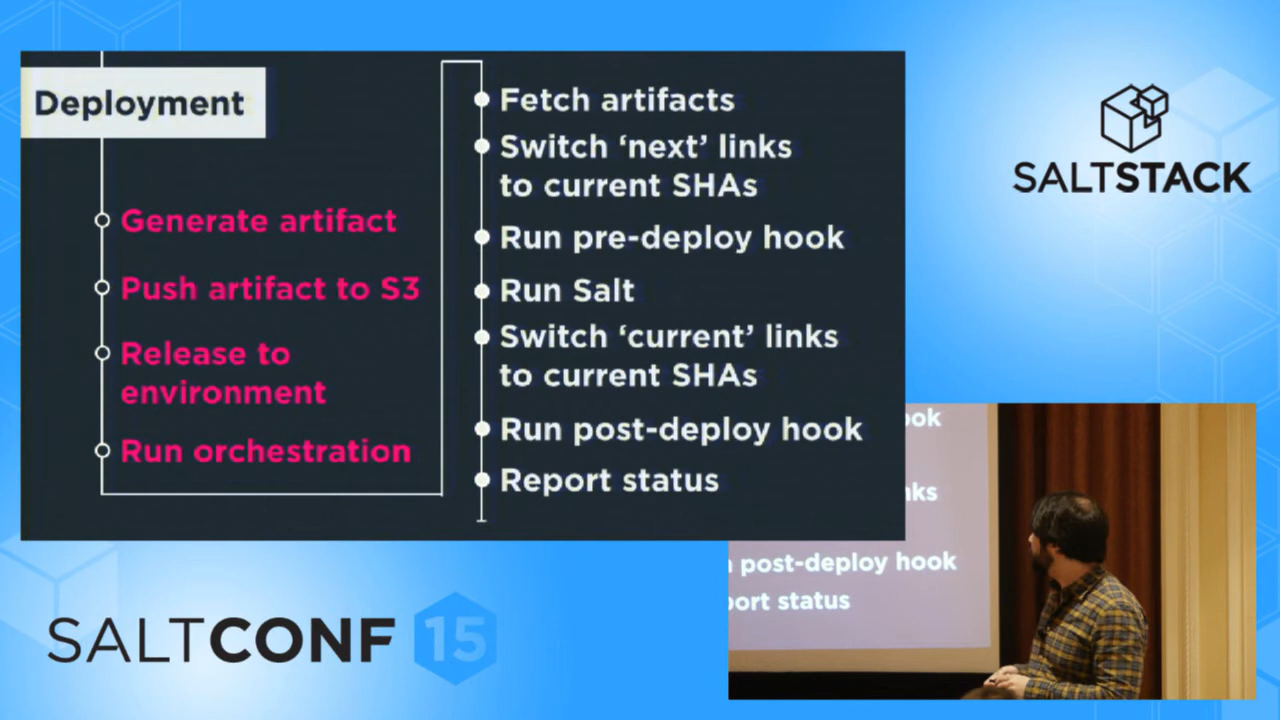 Deployment
Generate artifact
Push artifact to S3
Release to
environment
Run orchestration
Fetch artifacts
Switch ‘next’ links
to current SHAs
Run pre-deploy hook
Run Salt
Switch ‘current’ links
to current SHAs
Run post-deploy hook
Report status
SALTSTACK
post-deploy hook
status
SALTCONF 15